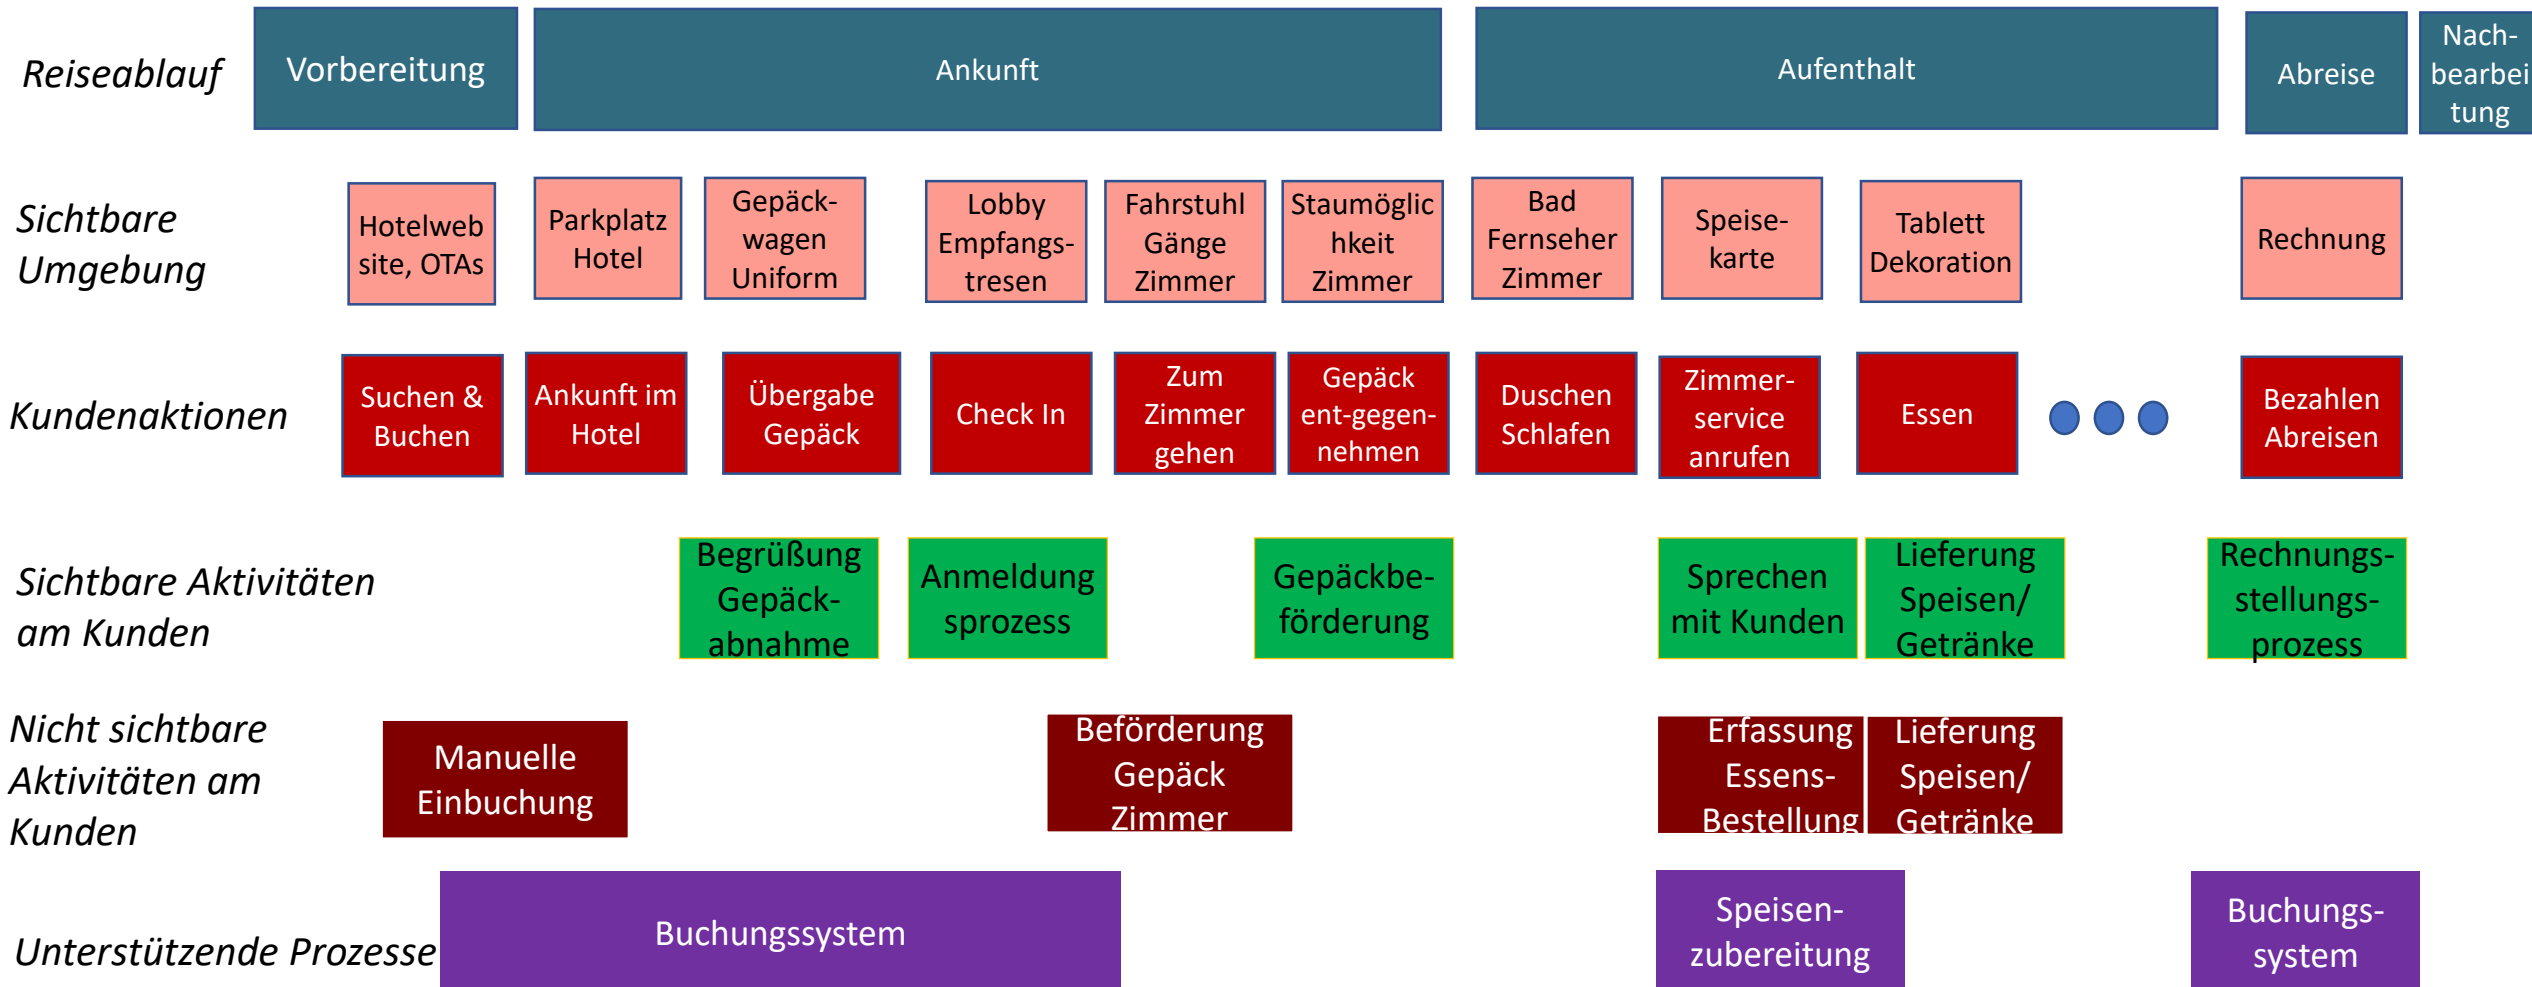 Reiseablauf
Vorbereitung
Ankunft
Aufenthalt
Abreise
Nach-
bearbei
tung
Sichtbare
Umgebung
Hotelweb
site, OTAs
Parkplatz
Hotel
Gepäck-
wagen
Uniform
Lobby
Empfangs-
tresen
Fahrstuhl
Gänge
Zimmer
Staumöglic
hkeit
Zimmer
Bad
Fernseher
Zimmer
Speise-
karte
Tablett
Dekoration
Rechnung
Kundenaktionen
Suchen &
Buchen
Ankunft im
Hotel
Übergabe
Gepäck
Check In
Zum
Zimmer
gehen
Gepäck
ent-gegen-
nehmen
Duschen
Schlafen
Zimmer-
service
anrufen
Essen
Bezahlen
Abreisen
Sichtbare Aktivitäten
am Kunden
Begrüßung
Gepäck-
abnahme
Anmeldung
sprozess
Gepäckbe-
förderung
Sprechen
mit Kunden
Lieferung
Speisen/
Getränke
Rechnungs-
stellungs-
prozess
Nicht sichtbare
Aktivitäten am
Kunden
Manuelle
Einbuchung
Beförderung
Gepäck
Zimmer
Erfassung
Essens-
Bestellung
Lieferung
Speisen/
Getränke
Unterstützende Prozesse
Buchungssystem
Speisen-
zubereitung
Buchungs-
system